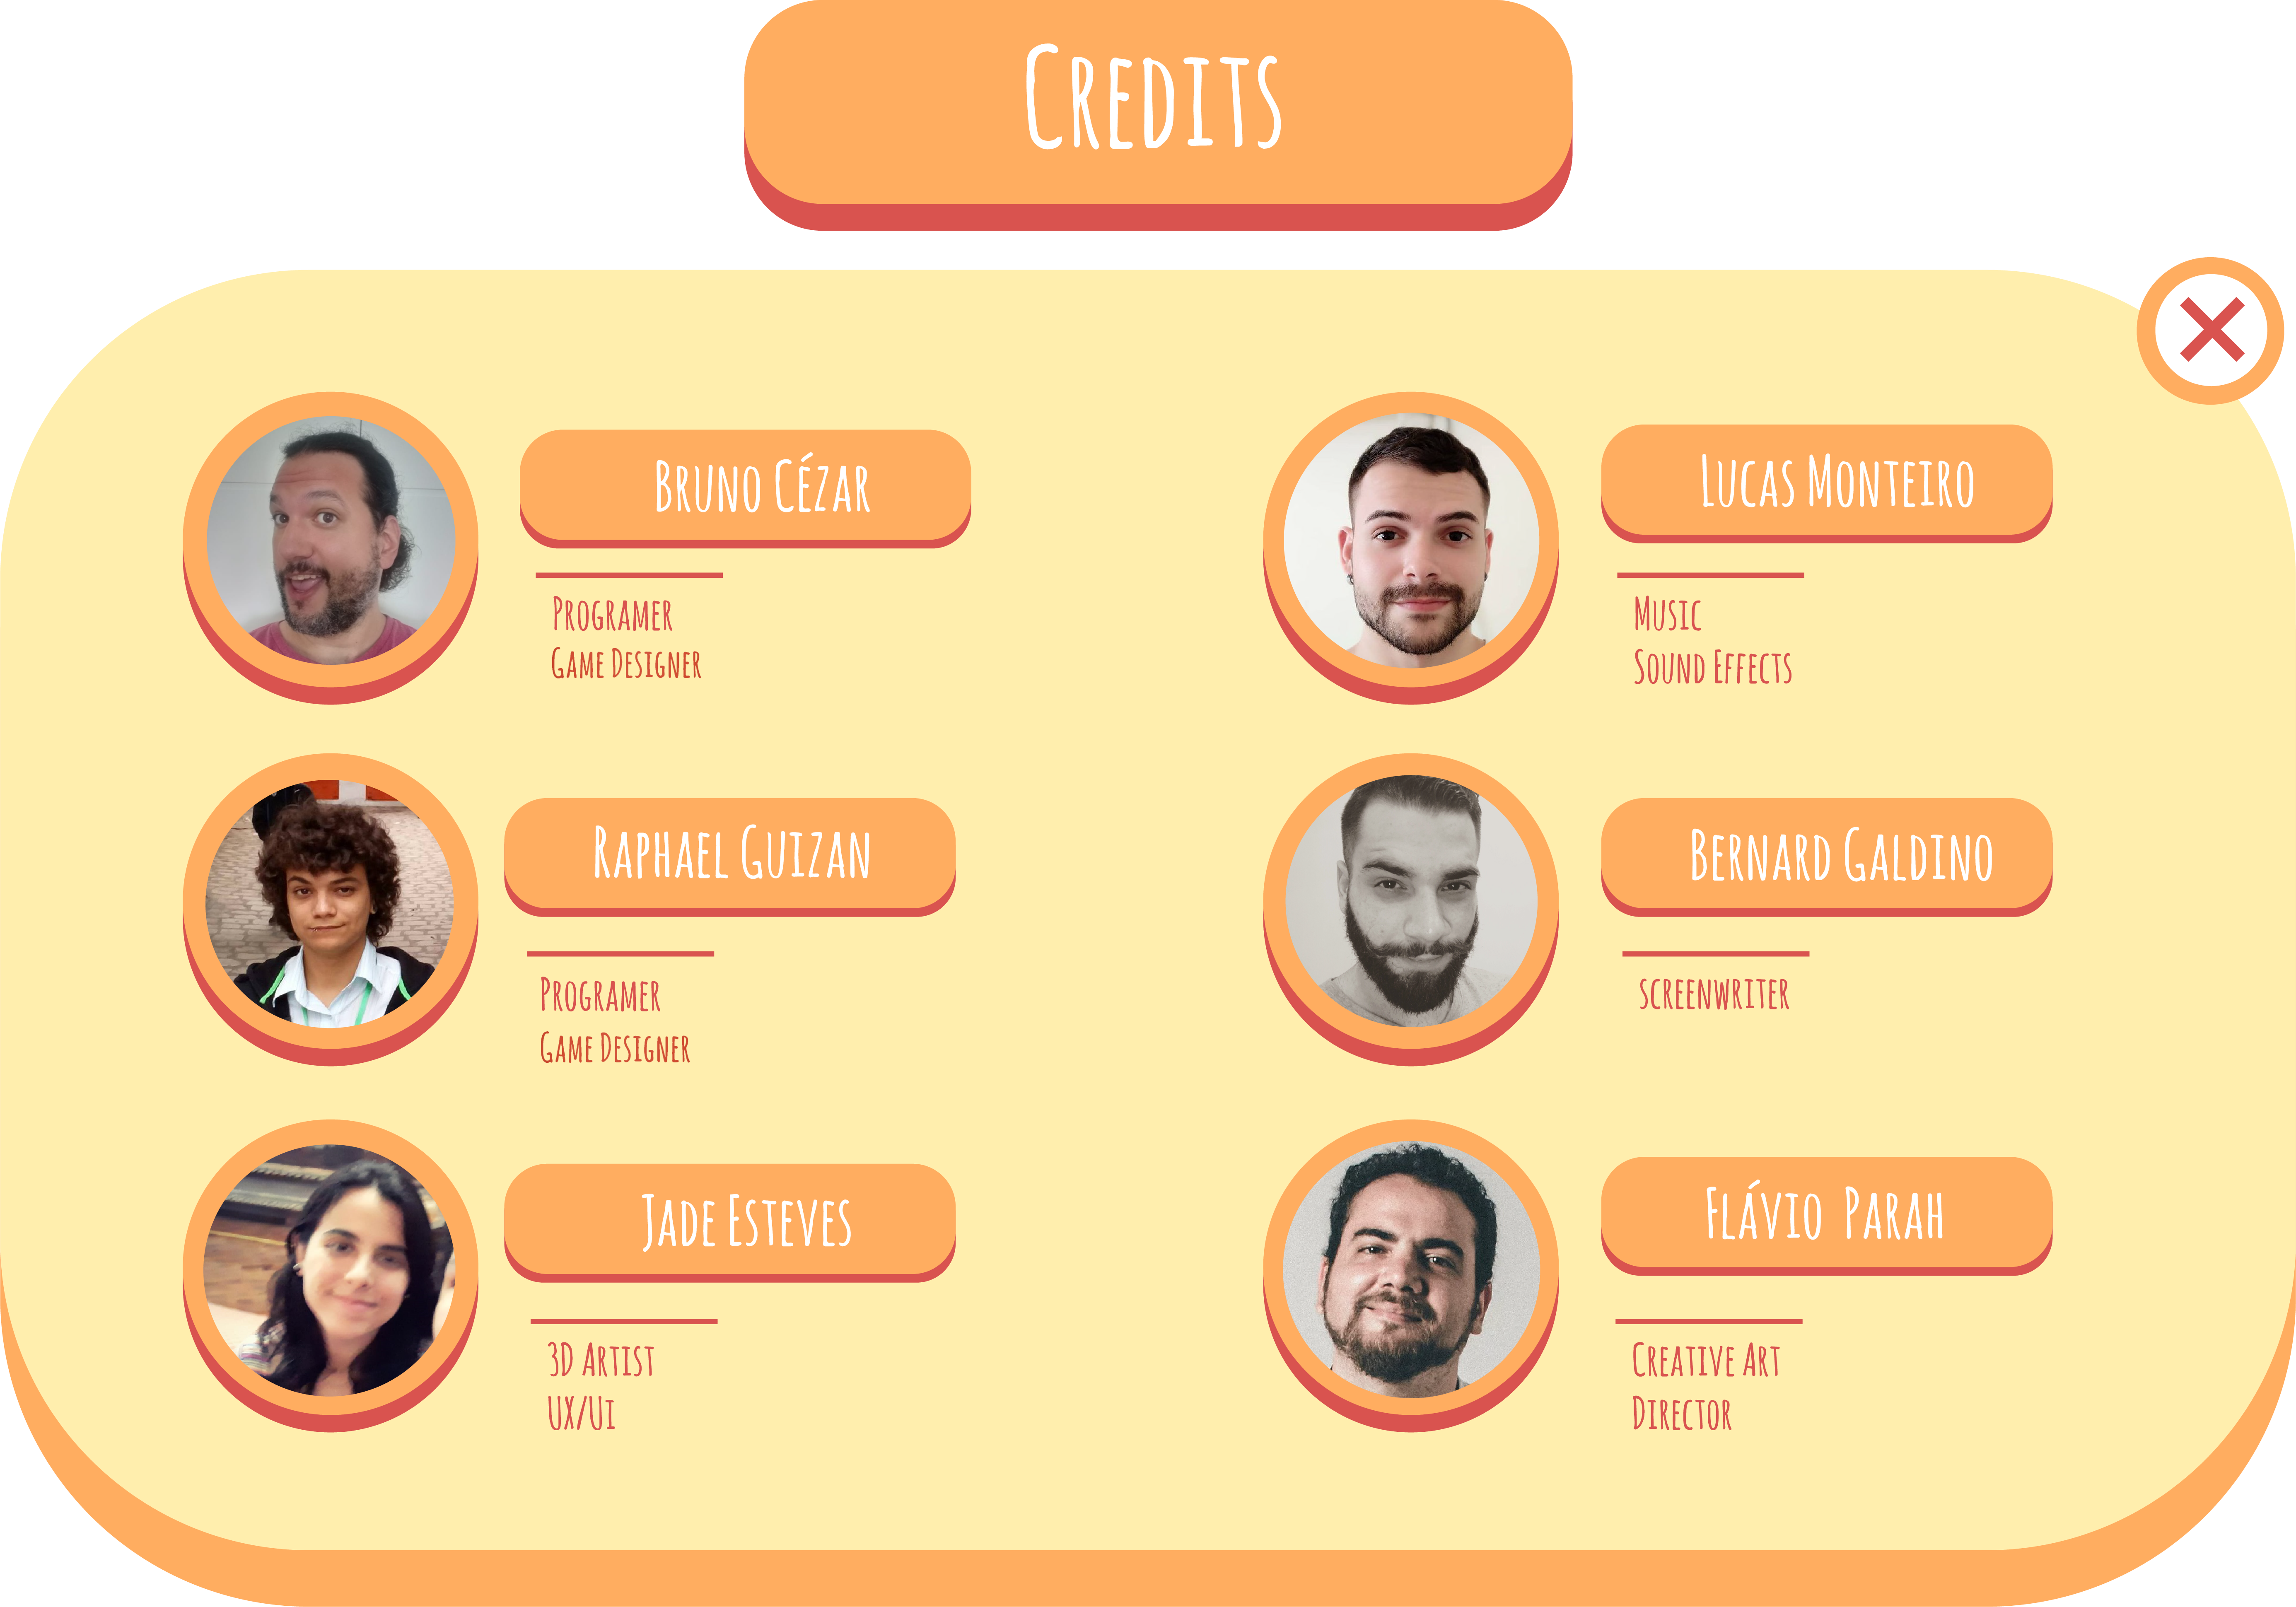 Credits
Bruno Cézar
Programer
Game Designer
Raphael Guizan
Programer
Game Designer
Jade Esteves
3D Artist
UX/Ui
Lucas Monteiro
Music
Sound Effects
Bernard Galdino
screenwriter
Flávio Parah
Creative Art
Director